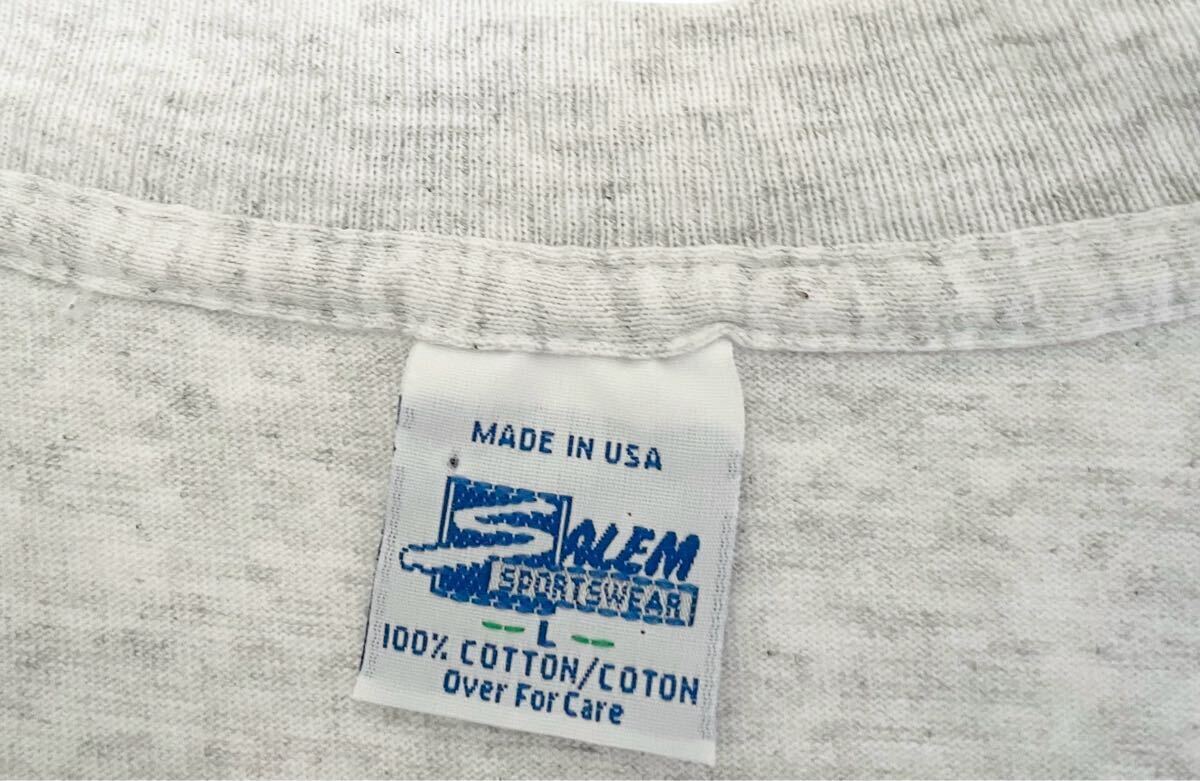 MADE IN USA
SALEM
SPORTSWEAR
L
100% COTTON/COTON
Over For Care